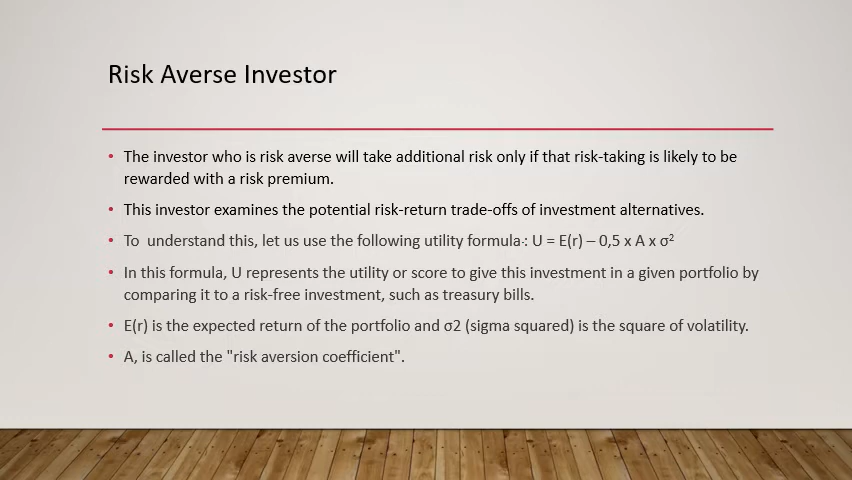 Risk Averse Investor
• The investor who is risk averse will take additional risk only if that risk-taking is likely to be
rewarded with a risk premium.
• This investor examines the potential risk-return trade-offs of investment alternatives.
• To  understand this, let us use the following utility formula : U = E(r) – 0,5 x A x σ²
• In this formula, U represents the utility or score to give this investment in a given portfolio by
comparing it to a risk-free investment, such as treasury bills.
• E(r) is the expected return of the portfolio and σ2 (sigma squared) is the square of volatility.
• A, is called the "risk aversion coefficient".